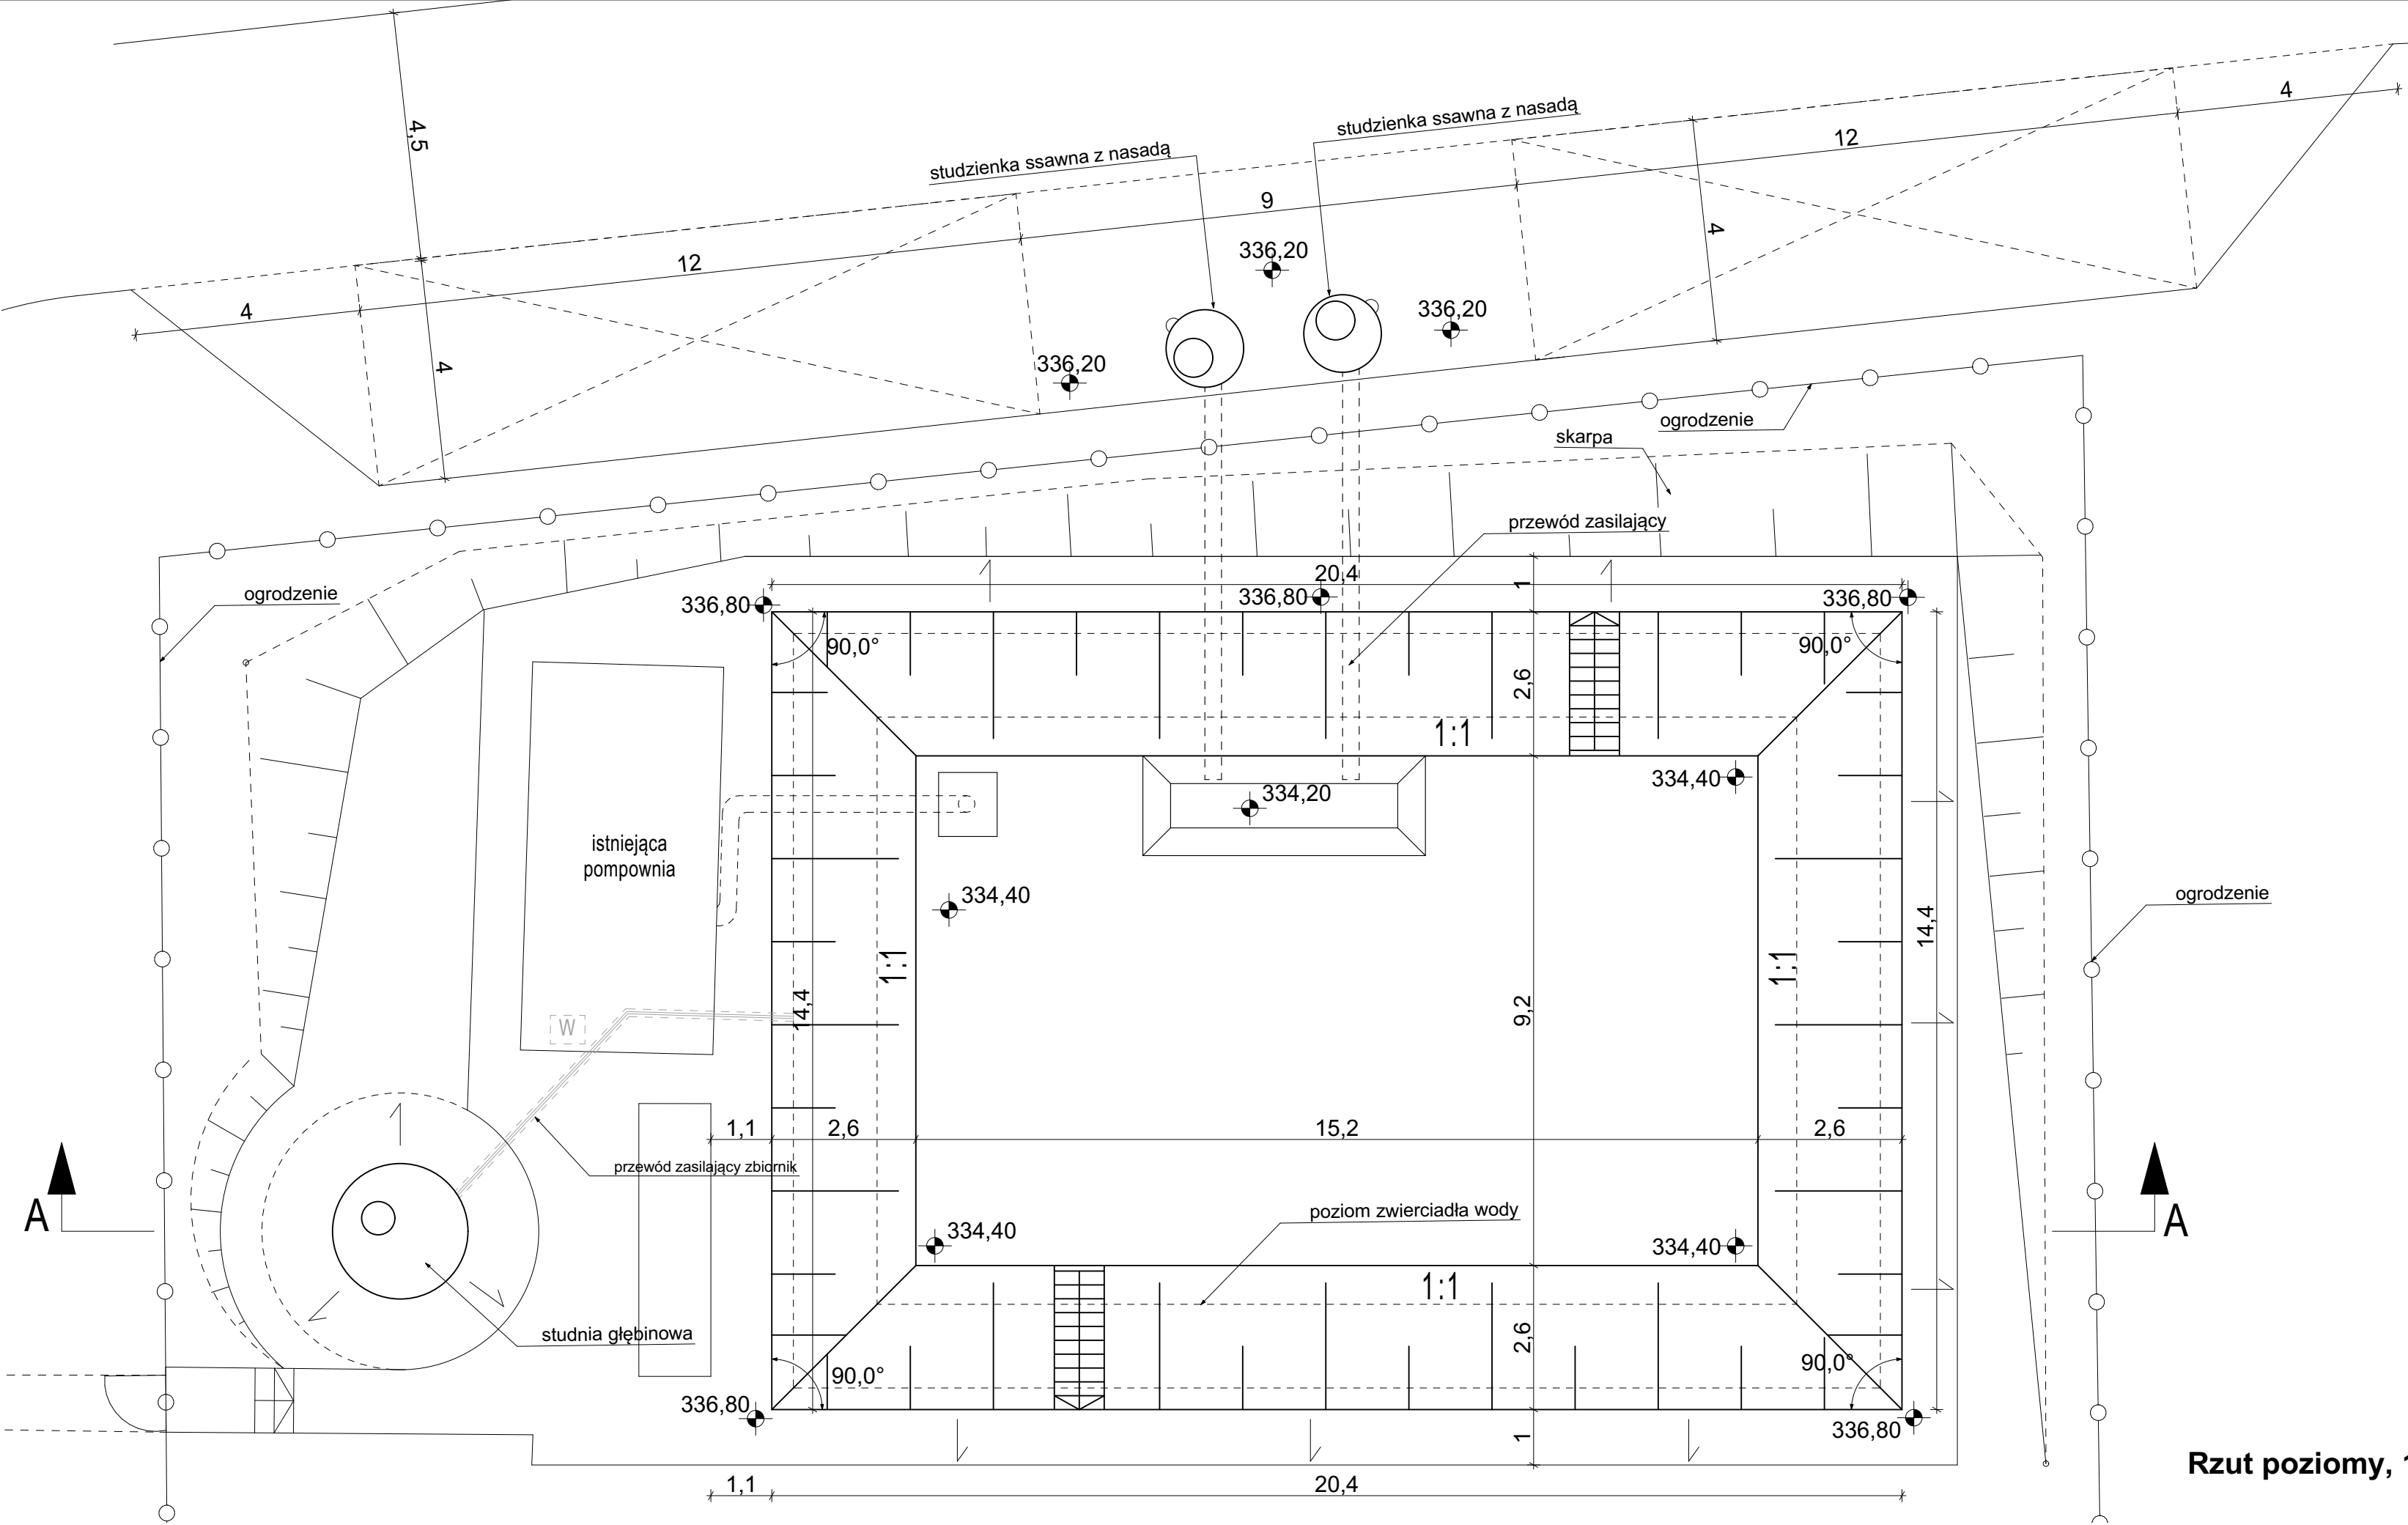 4,5
studzienka ssawna z nasadą
studzienka ssawna z nasadą
4
12
9
12
4
4
4
336,20
336,20
336,20
ogrodzenie
skarpa
przewód zasilający
ogrodzenie
20,4
1
336,80
336,80
336,80
90,0°
90,0°
2,6
1:1
334,40
334,20
istniejąca
pompownia
334,40
ogrodzenie
14,4
1:1
1:1
14,4
9,2
W
1,1
2,6
15,2
2,6
przewód zasilający zbiornik
A
A
poziom zwierciadła wody
334,40
334,40
1:1
studnia głębinowa
2,6
90,0°
90,0°
336,80
336,80
1
1,1
20,4
Rzut poziomy,